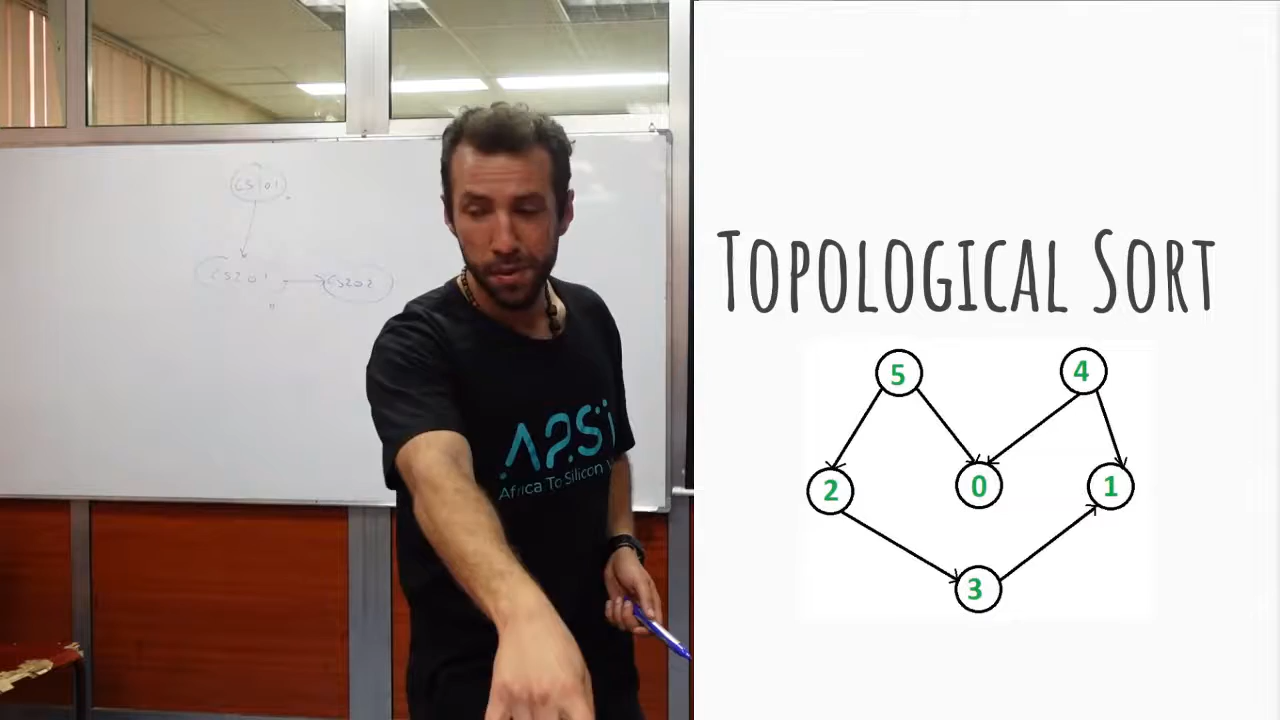 CS101
CS201
CS202
A2SV
Africa To Silicon V
TOPOLOGICAL SORT
5
4
2
0
1
3